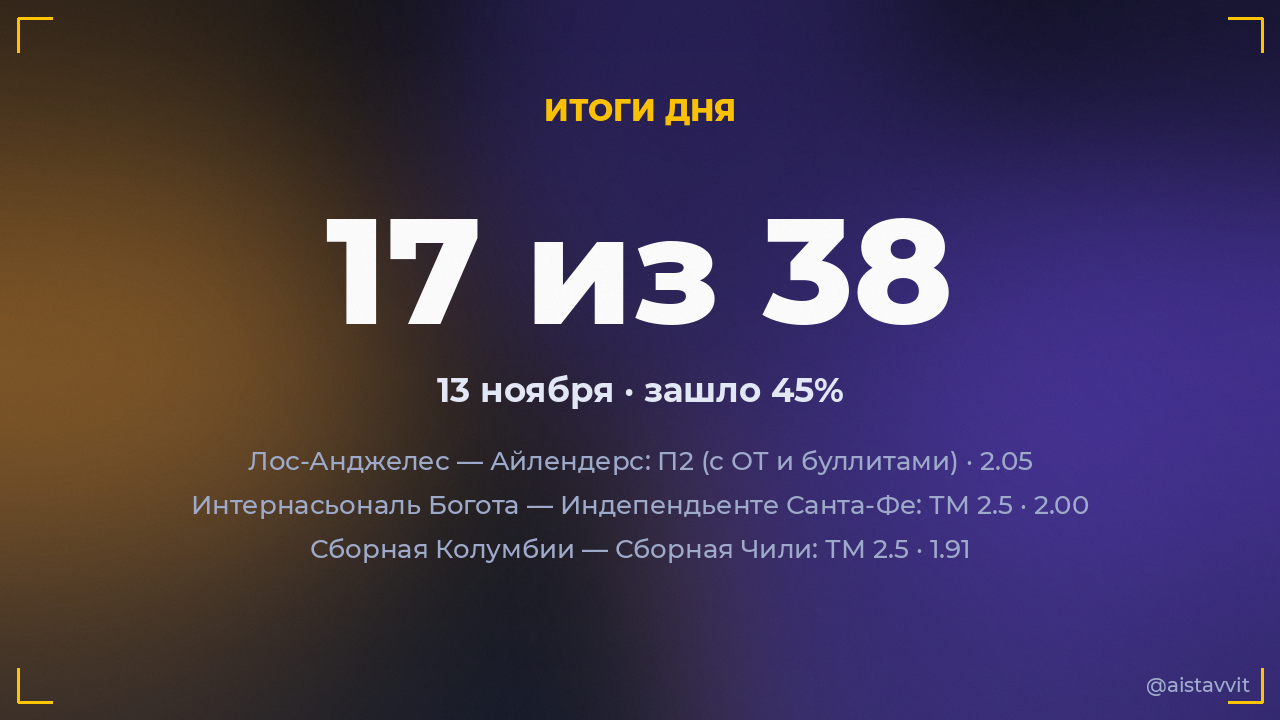 ИТОГИ ДНЯ
17 из 38
13 ноября · зашло 45%
Лос-Анджелес — Айлендерс: П2 (с ОТ и буллитами) · 2.05
Интернасьональ Богота — Индепендьенте Санта-Фе: ТМ 2.5 · 2.00
Сборная Колумбии — Сборная Чили: ТМ 2.5 · 1.91
@aistavvit